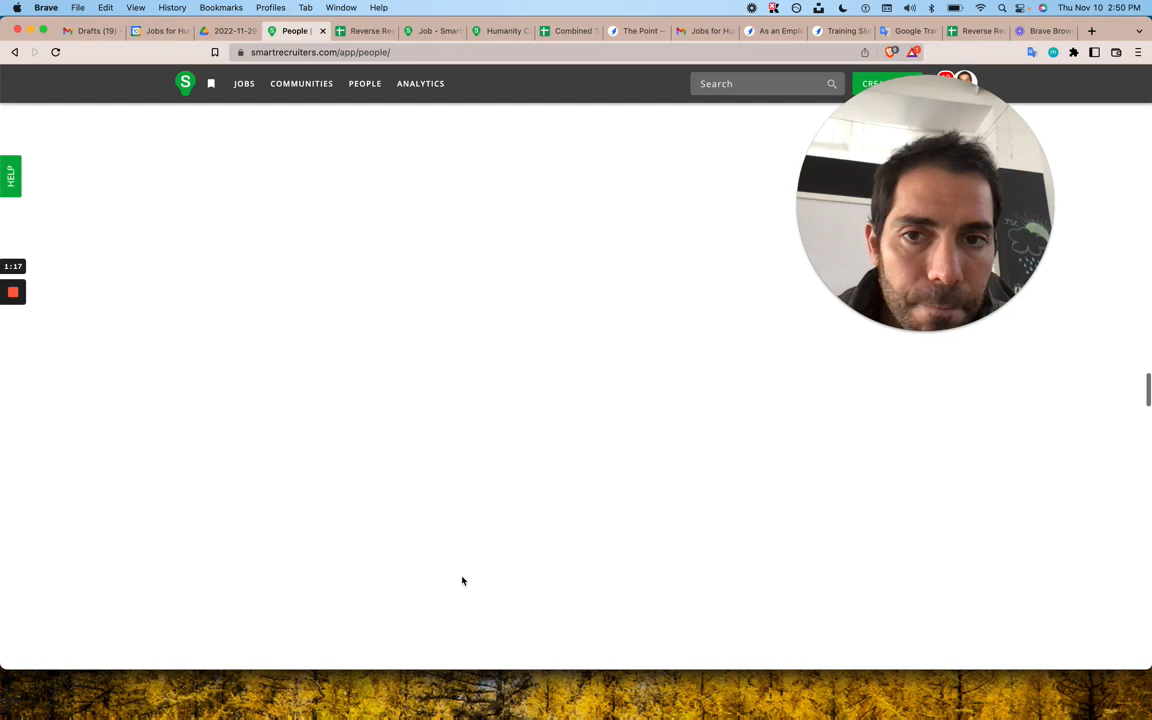 Brave File Edit View History Bookmarks Profiles Tab Window Help Thu Nov 10 2:50 PM
Drafts (19) Jobs for Hu 2022-11-29 People Reverse Rec Job - Smart Humanity C Combined T The Point – Jobs for Hu As an Emplo Training Slid Google Tran Reverse Rec Brave Brow
smartrecruiters.com/app/people/
S JOBS COMMUNITIES PEOPLE ANALYTICS Search
HELP
1:17